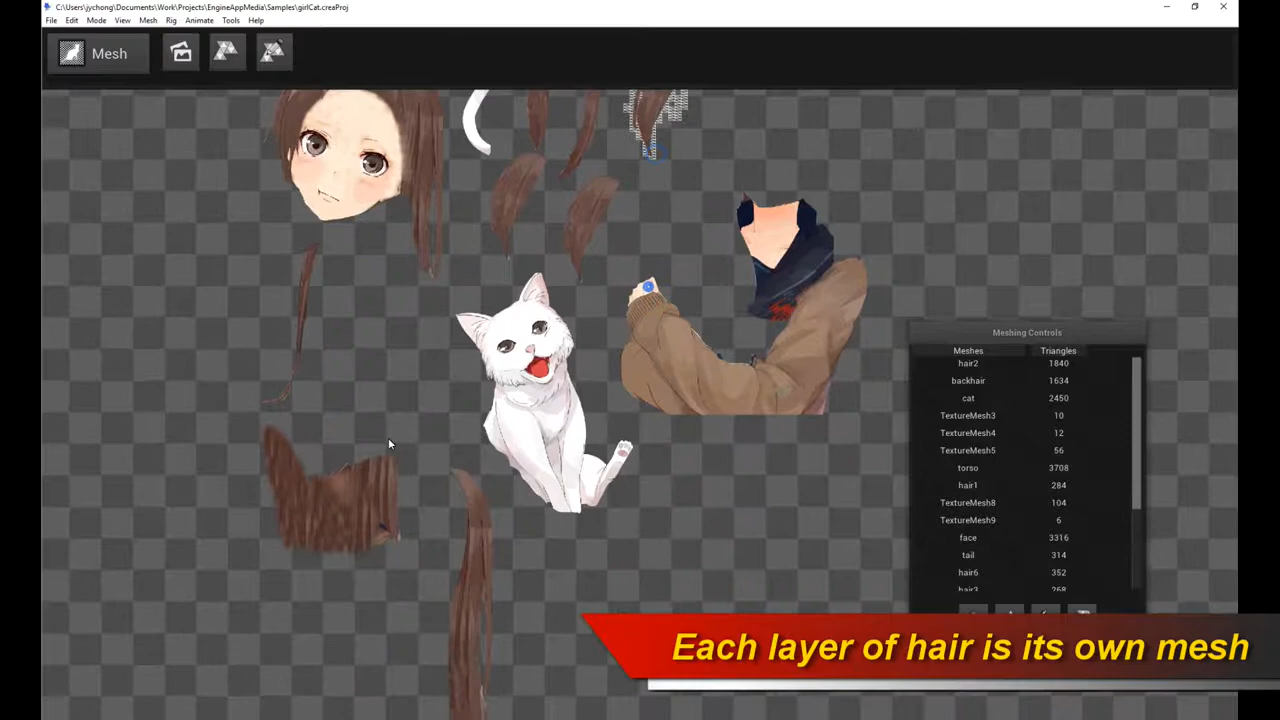 C:\Users\jychong\Documents\Work\Projects\EngineAppMedia\Samples\girlCat.creaProj
File Edit Mode View Mesh Rig Animate Tools Help
Mesh
Meshing Controls
Meshes Triangles
hair2 1840
backhair 1634
cat 2450
TextureMesh3 10
TextureMesh4 12
TextureMesh5 56
torso 3708
hair1 284
TextureMesh8 104
TextureMesh9 6
face 3316
tail 314
hair6 352
hair3 268
Each layer of hair is its own mesh